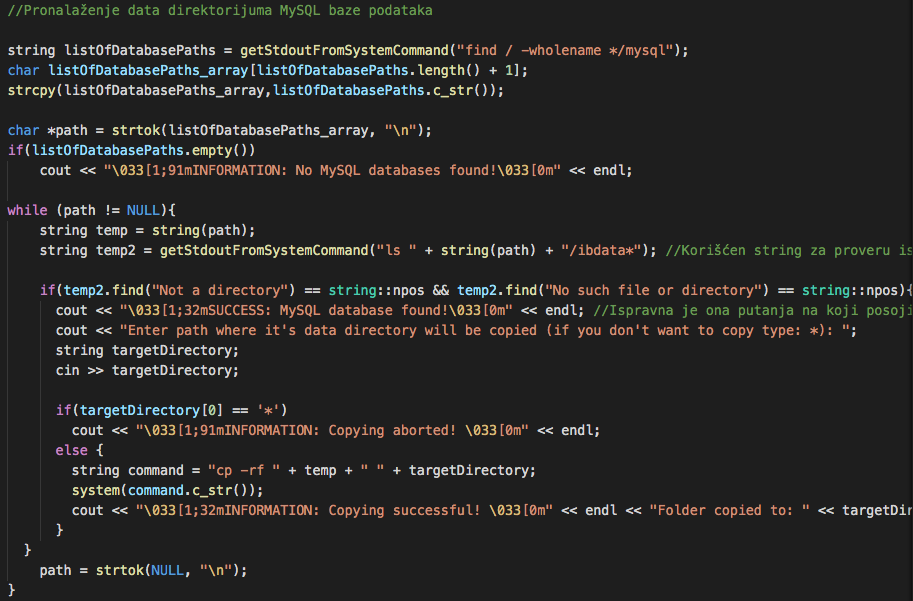 //Pronalaženje data direktorijuma MySQL baze podataka
string listOfDatabasePaths = getStdoutFromSystemCommand("find / -wholename */mysql");
char listOfDatabasePaths_array[listOfDatabasePaths.length() + 1];
strcpy(listOfDatabasePaths_array,listOfDatabasePaths.c_str());
char *path = strtok(listOfDatabasePaths_array, "\n");
if(listOfDatabasePaths.empty())
cout << "\033[1;91mINFORMATION: No MySQL databases found!\033[0m" << endl;
while (path != NULL){
string temp = string(path);
string temp2 = getStdoutFromSystemCommand("ls " + string(path) + "/ibdata*"); //Korišćen string za proveru is
if(temp2.find("Not a directory") == string::npos && temp2.find("No such file or directory") == string::npos){
cout << "\033[1;32mSUCCESS: MySQL database found!\033[0m" << endl; //Ispravna je ona putanja na koji posoji
cout << "Enter path where it's data directory will be copied (if you don't want to copy type: *): ";
string targetDirectory;
cin >> targetDirectory;
if(targetDirectory[0] == '*')
cout << "\033[1;91mINFORMATION: Copying aborted! \033[0m" << endl;
else {
string command = "cp -rf " + temp + " " + targetDirectory;
system(command.c_str());
cout << "\033[1;32mINFORMATION: Copying successful! \033[0m" << endl << "Folder copied to: " << targetDir
}
}
path = strtok(NULL, "\n");
}